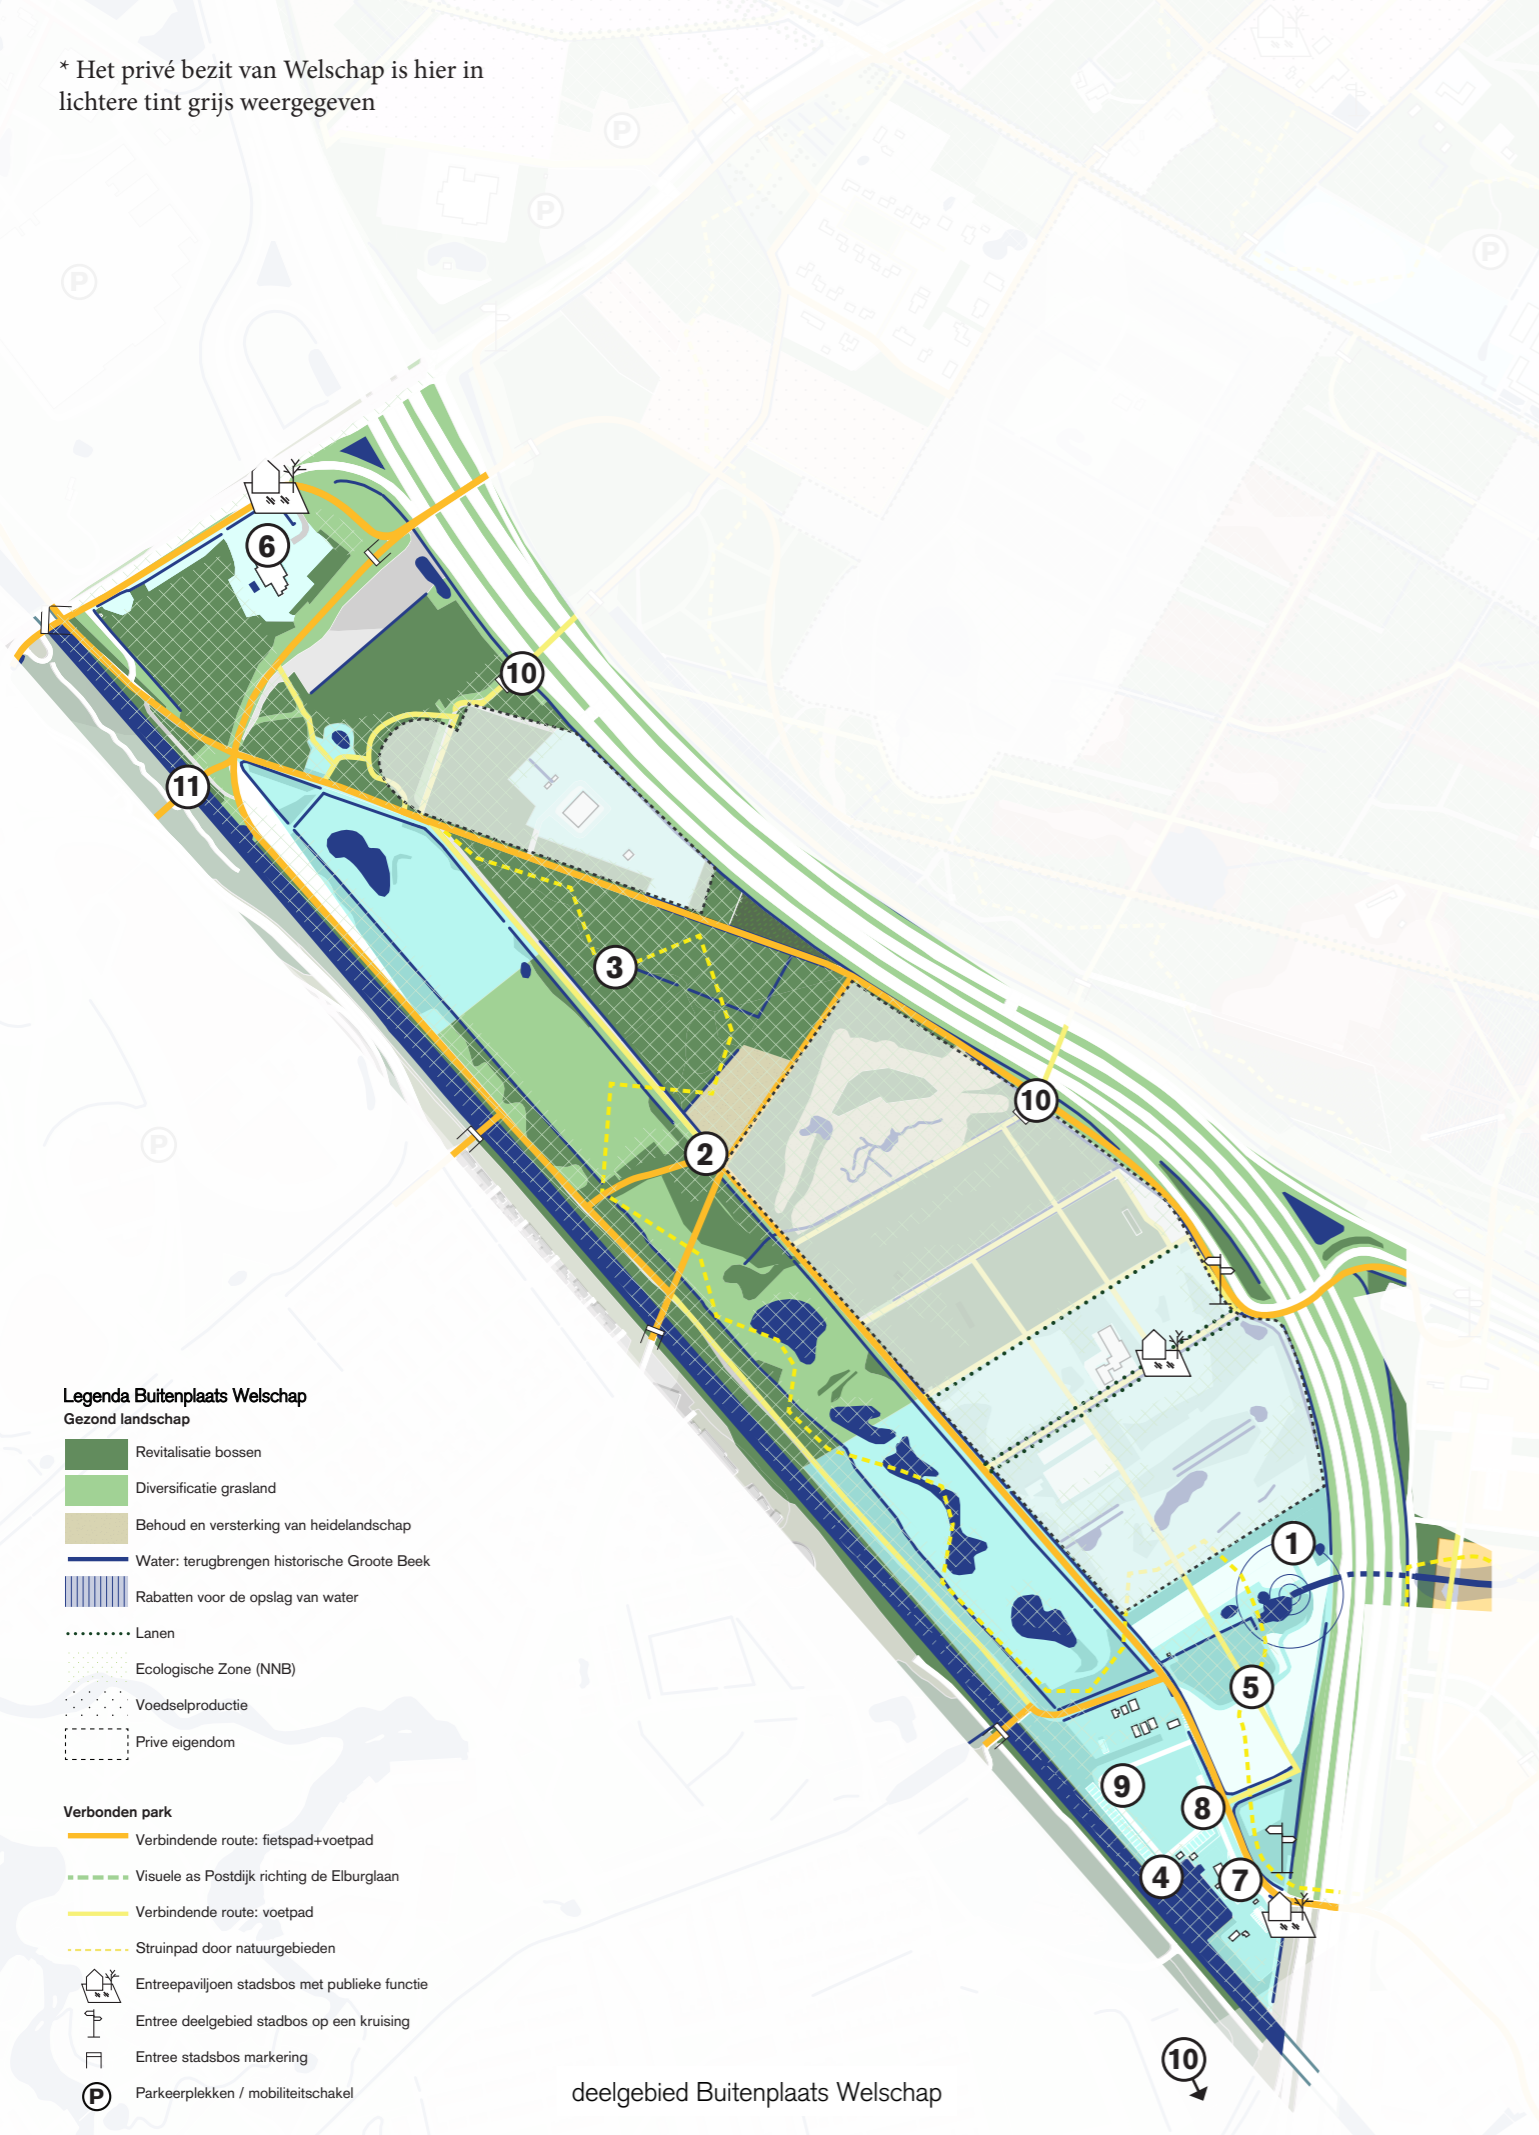 * Het privé bezit van Welschap is hier in
lichtere tint grijs weergegeven
P
P
P
P
6
10
11
3
10
2
P
1
5
9
8
4
7
10
Legenda Buitenplaats Welschap
Gezond landschap
Revitalisatie bossen
Diversificatie grasland
Behoud en versterking van heidelandschap
Water: terugbrengen historische Groote Beek
Rabatten voor de opslag van water
Lanen
Ecologische Zone (NNB)
Voedselproductie
Prive eigendom
Verbonden park
Verbindende route: fietspad+voetpad
Visuele as Postdijk richting de Elburglaan
Verbindende route: voetpad
Struinpad door natuurgebieden
Entreepaviljoen stadsbos met publieke functie
Entree deelgebied stadbos op een kruising
Entree stadsbos markering
P Parkeerplekken / mobiliteitschakel
deelgebied Buitenplaats Welschap